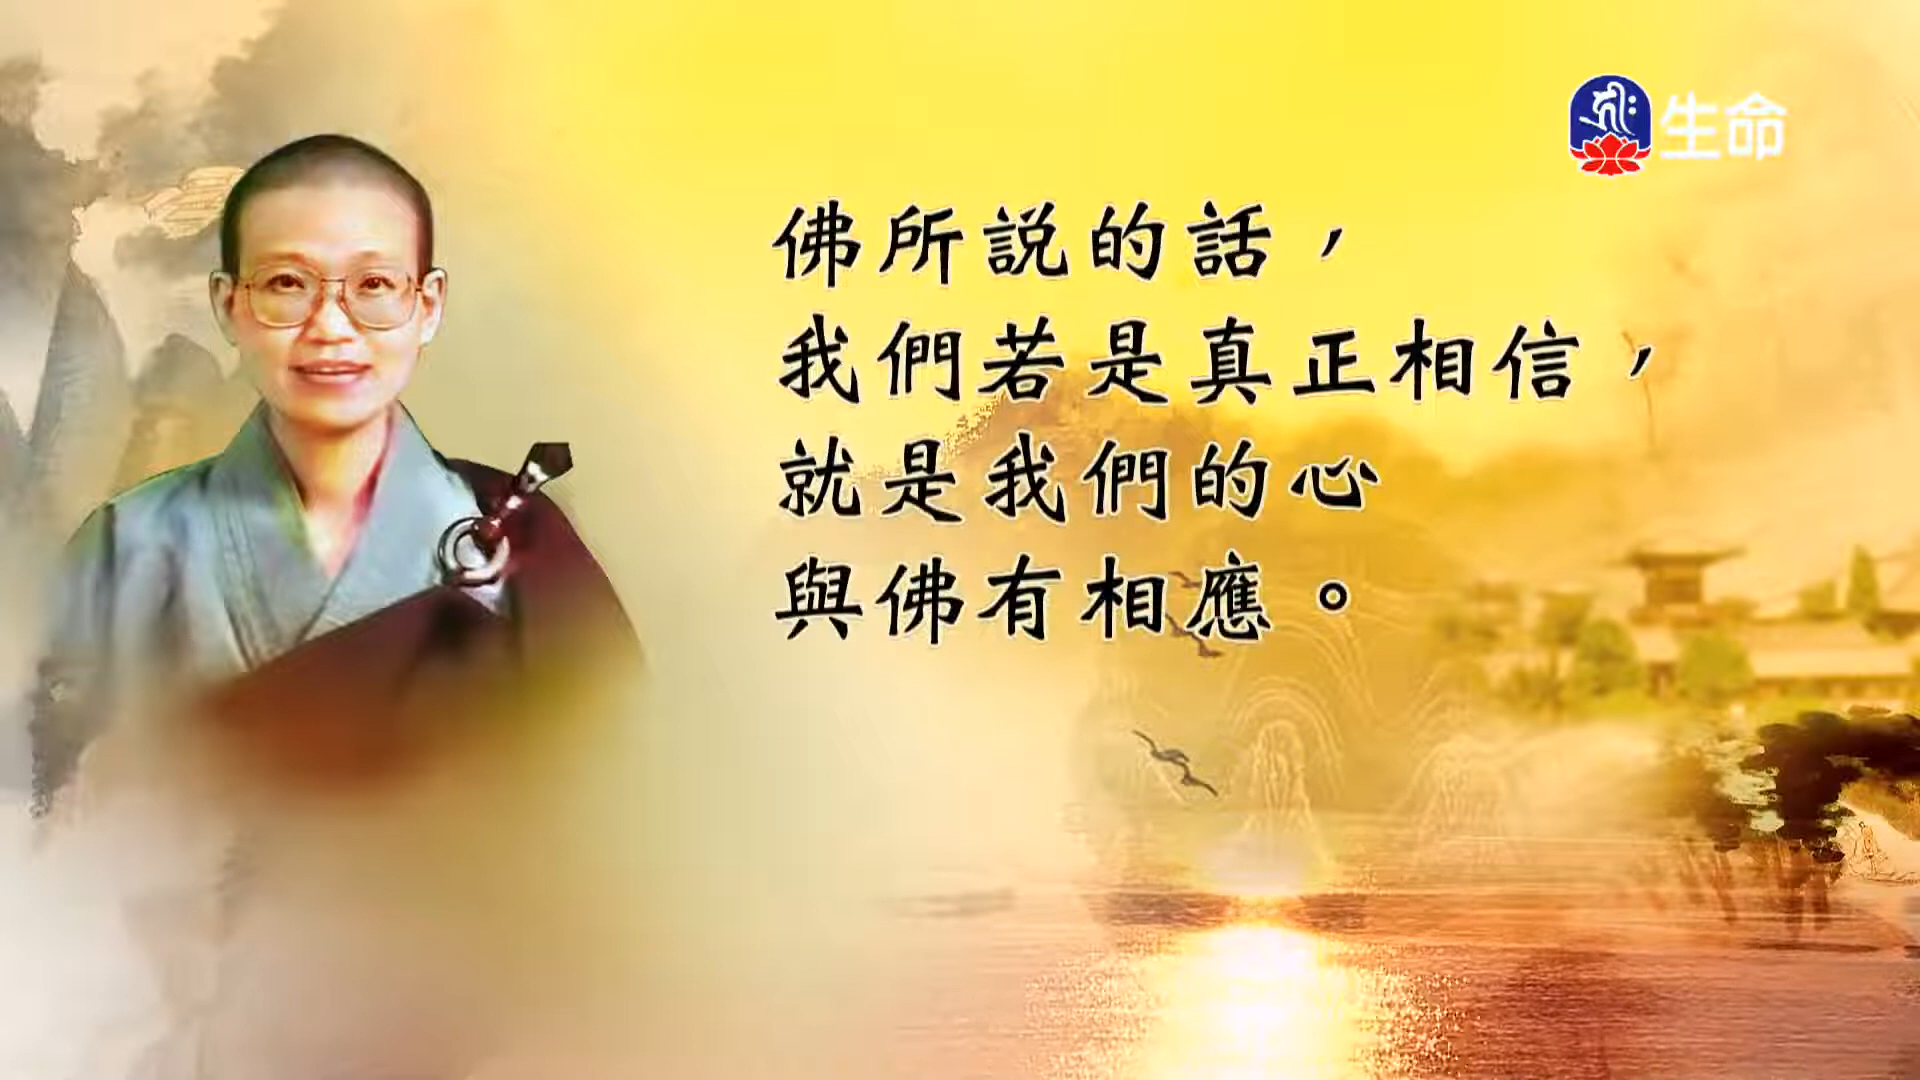 生命
佛所說的話，
我們若是真正相信，
就是我們的心
與佛有相應。